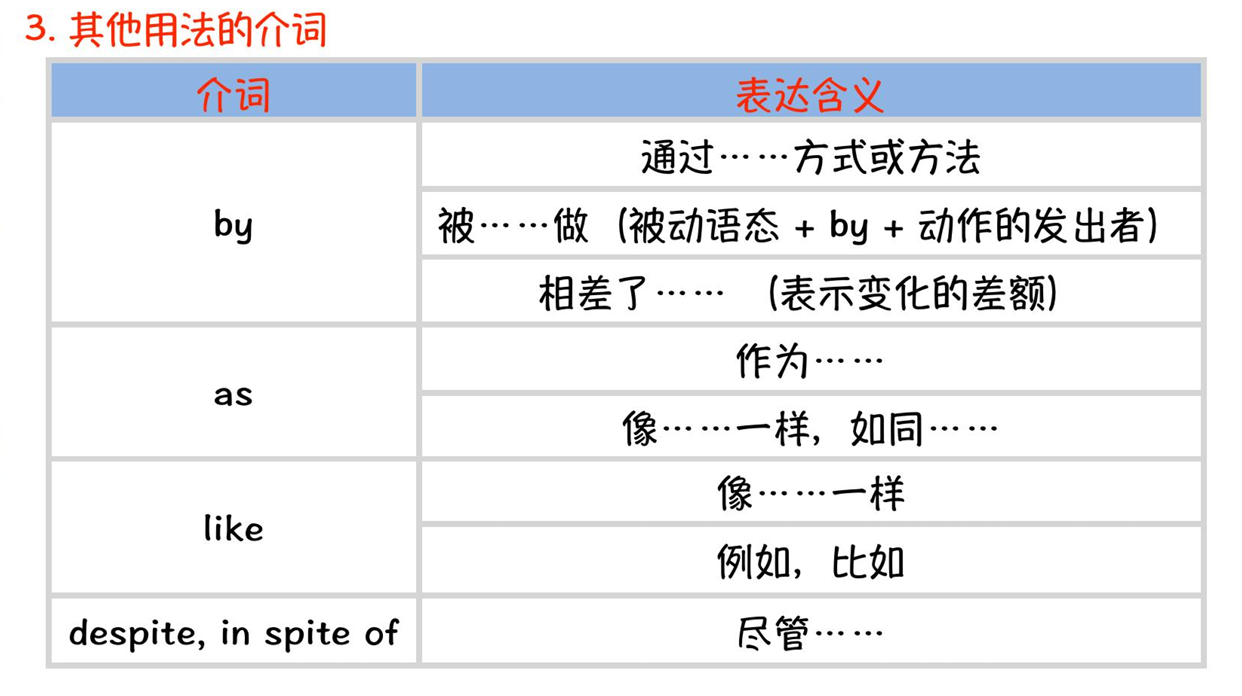 3. 其他用法的介词
介词 表达含义
by
通过……方式或方法
被……做（被动语态 + by + 动作的发出者）
相差了……（表示变化的差额）
as
作为……
像……一样，如同……
like
像……一样
例如，比如
despite, in spite of 尽管……